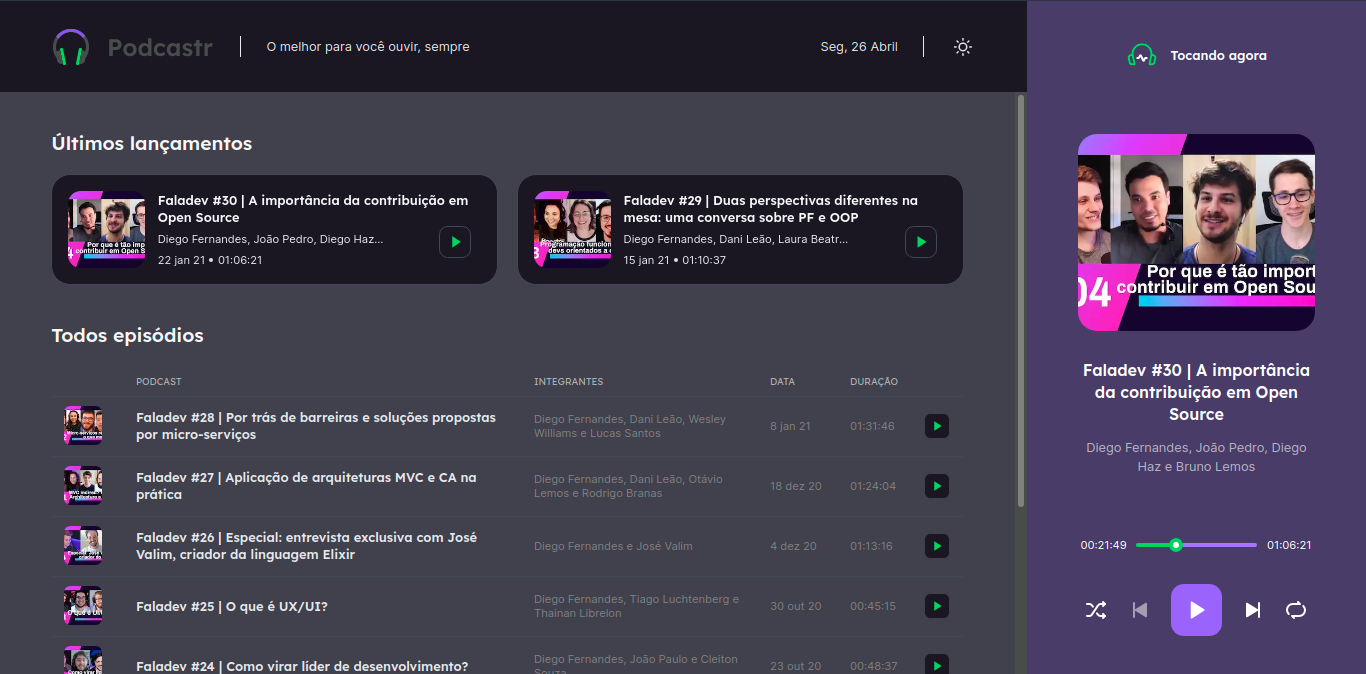 Podcastr
O melhor para você ouvir, sempre
Seg, 26 Abril
Últimos lançamentos
Faladev #30 | A importância da contribuição em
Open Source
Diego Fernandes, João Pedro, Diego Haz...
22 jan 21 • 01:06:21
Por que é tão imp
contribuir em Open S
Faladev #29 | Duas perspectivas diferentes na
mesa: uma conversa sobre PF e OOP
Diego Fernandes, Dani Leão, Laura Beatr...
15 jan 21 • 01:10:37
Programação funcion
devs orientados a
Todos episódios
PODCAST INTEGRANTES DATA DURAÇÃO
Faladev #28 | Por trás de barreiras e soluções propostas
por micro-serviços
Diego Fernandes, Dani Leão, Wesley
Williams e Lucas Santos
8 jan 21
01:31:46
Faladev #27 | Aplicação de arquiteturas MVC e CA na
prática
Diego Fernandes, Dani Leão, Otávio
Lemos e Rodrigo Branas
18 dez 20
01:24:04
Faladev #26 | Especial: entrevista exclusiva com José
Valim, criador da linguagem Elixir
Diego Fernandes e José Valim
4 dez 20
01:13:16
Faladev #25 | O que é UX/UI?
Diego Fernandes, Tiago Luchtenberg e
Thainan Librelon
30 out 20
00:45:15
Faladev #24 | Como virar líder de desenvolvimento?
Diego Fernandes, João Paulo e Cleiton
Souza
23 out 20
00:48:37
Tocando agora
04
Por que é tão import
contribuir em Open Sou
Faladev #30 | A importância
da contribuição em Open
Source
Diego Fernandes, João Pedro, Diego
Haz e Bruno Lemos
00:21:49
01:06:21